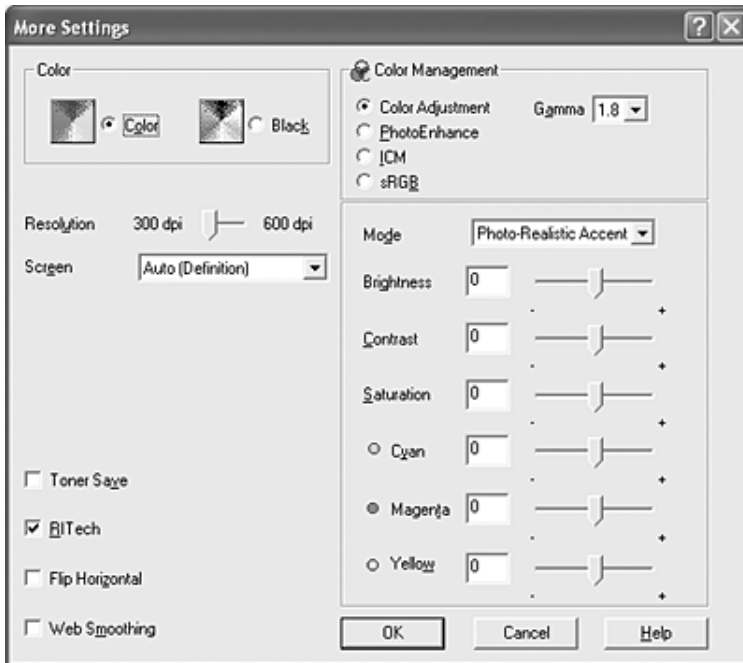 More Settings
Color
Color
Black
Resolution 300 dpi 600 dpi
Screen Auto (Definition)
Toner Save
RITech
Flip Horizontal
Web Smoothing
Color Management
Color Adjustment
PhotoEnhance
ICM
sRGB
Gamma 1.8
Mode Photo-Realistic Accent
Brightness 0
- +
Contrast 0
- +
Saturation 0
- +
Cyan 0
- +
Magenta 0
- +
Yellow 0
- +
OK Cancel Help